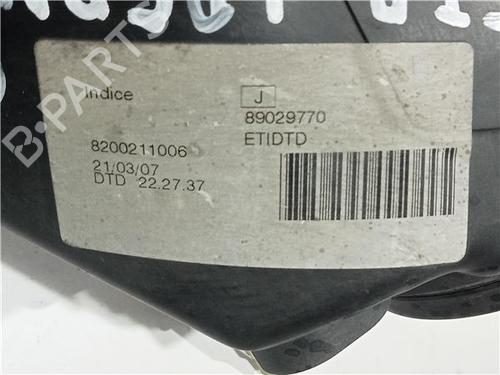 Indice
J
89029770
8200211006
ETIDTD
21/03/07
DTD 22.27.37
B-PARTS